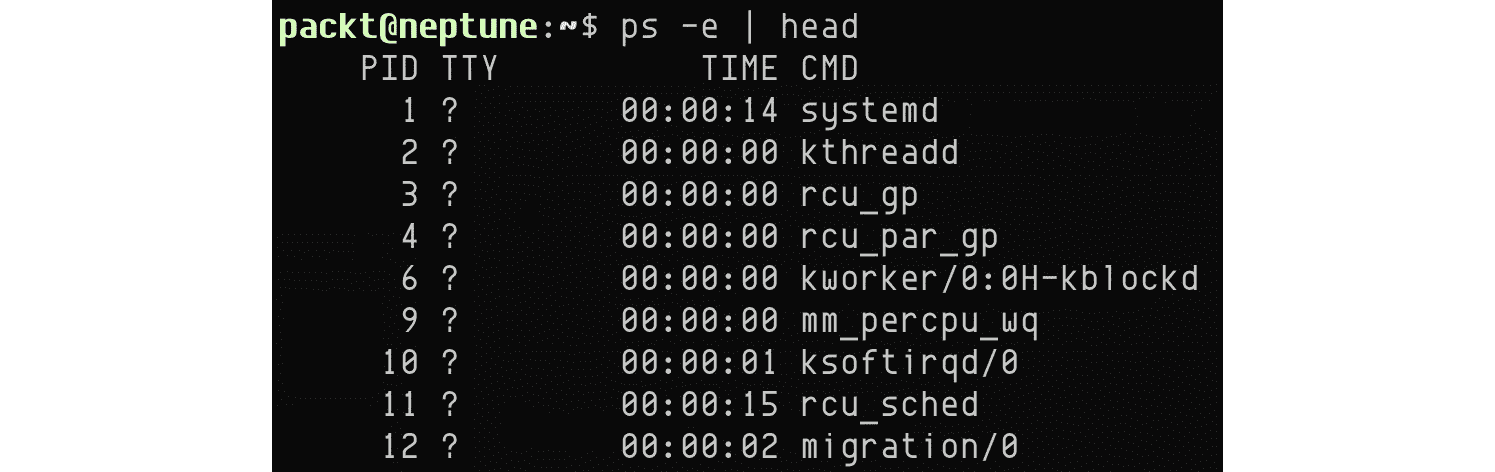 packt@neptune:~$ ps -e | head
    PID TTY          TIME CMD
      1 ?        00:00:14 systemd
      2 ?        00:00:00 kthreadd
      3 ?        00:00:00 rcu_gp
      4 ?        00:00:00 rcu_par_gp
      6 ?        00:00:00 kworker/0:0H-kblockd
      9 ?        00:00:00 mm_percpu_wq
     10 ?        00:00:01 ksoftirqd/0
     11 ?        00:00:15 rcu_sched
     12 ?        00:00:02 migration/0